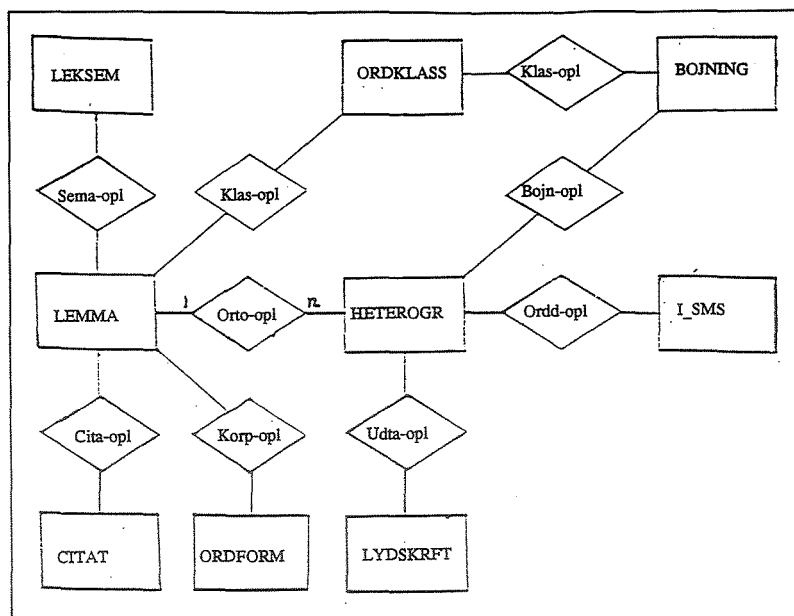 LEKSEM
ORDKLASS
Klas-opl
BOJNING
Sema-opl
Klas-opl
Bojn-opl
LEMMA
1
Orto-opl
n
HETEROGR
Ordd-opl
I_SMS
Cita-opl
Korp-opl
Udta-opl
CITAT
ORDFORM
LYDSKRFT